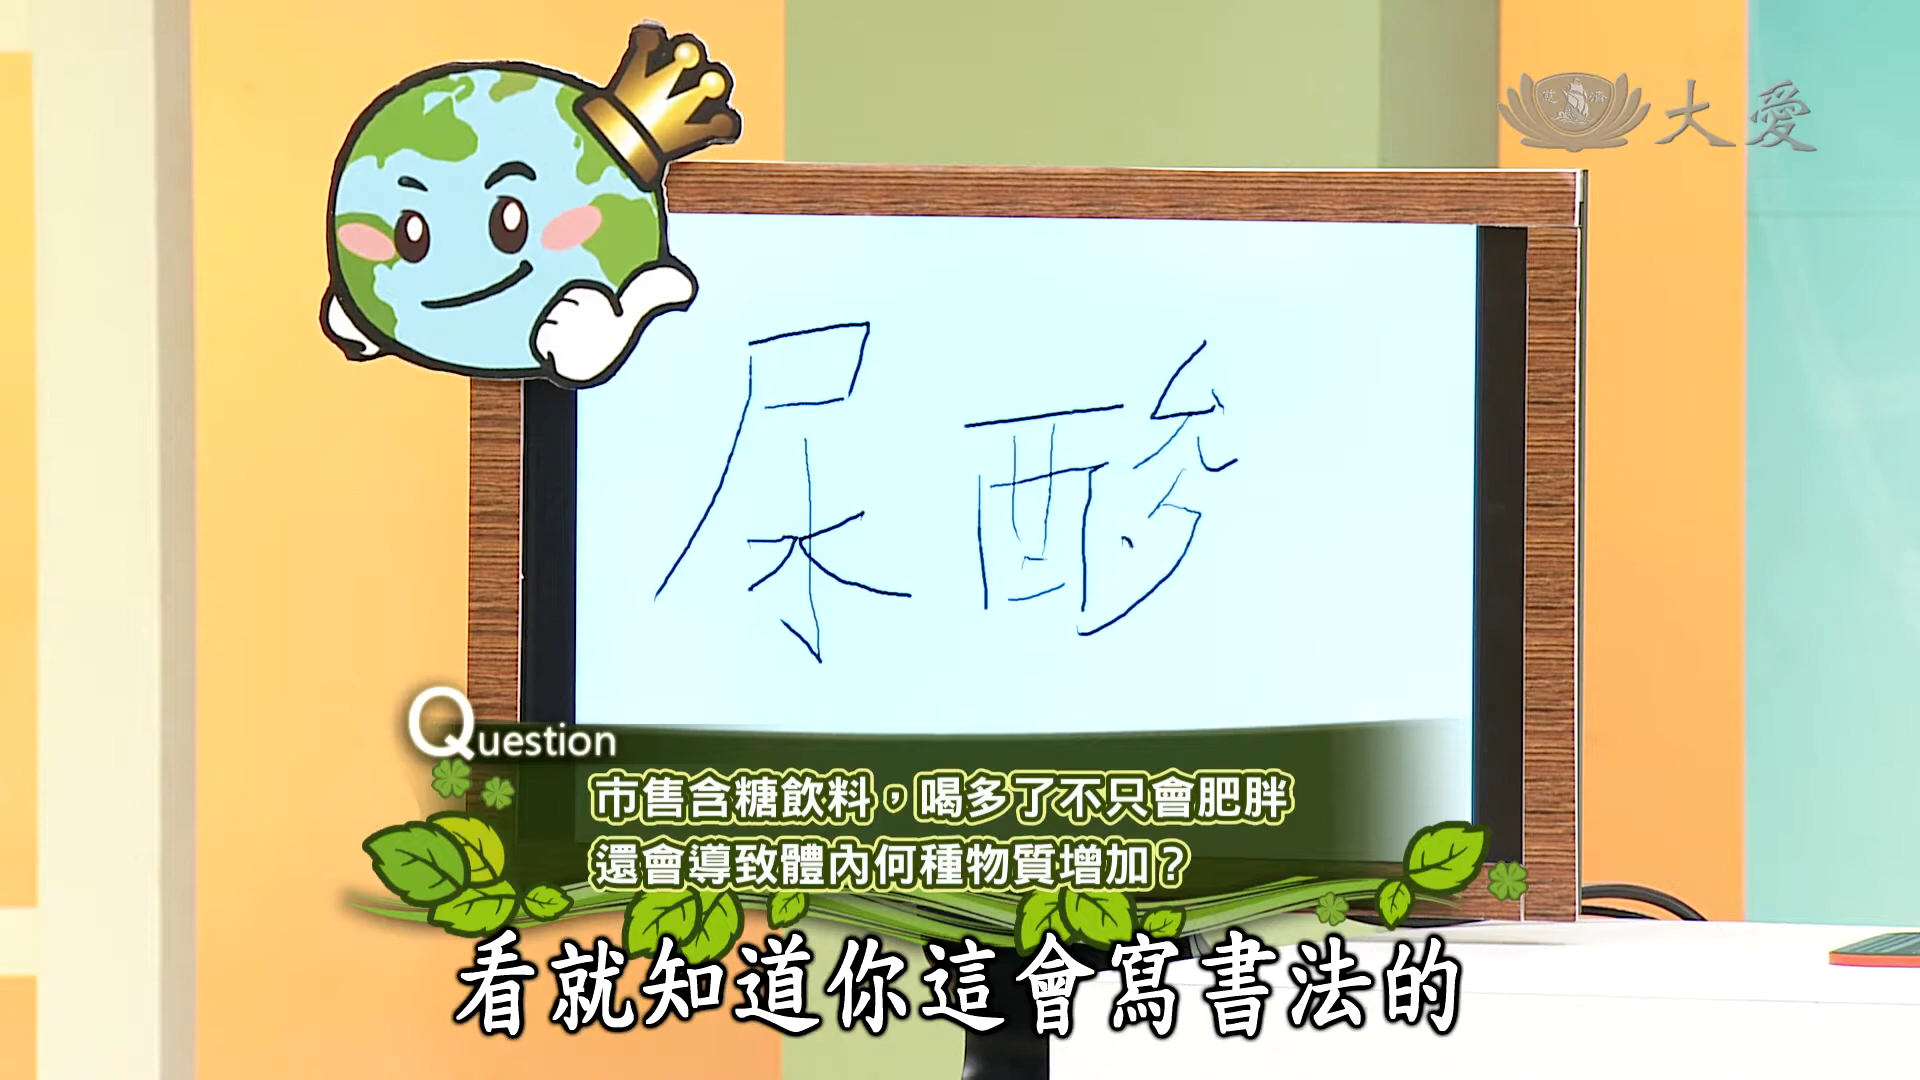 大愛
慈濟
尿酸
Question
市售含糖飲料，喝多了不只會肥胖
還會導致體內何種物質增加？
看就知道你這會寫書法的